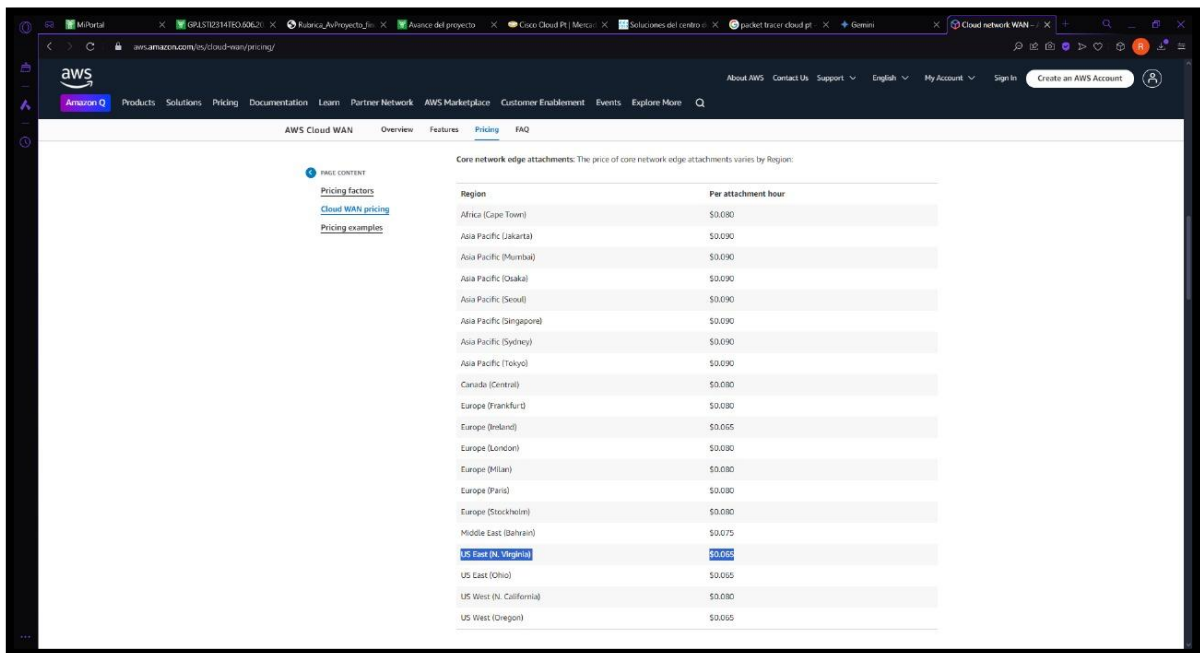 MiPortal
GPJ.STI2314TEO.606.2
Rubrica_AvProyecto_fin
Avance del proyecto
Cisco Cloud Pt | Mercad
Soluciones del centro d
packet tracer cloud pt -
Gemini
Cloud network WAN – A
aws.amazon.com/es/cloud-wan/pricing/
R
aws
About AWS Contact Us Support English My Account Sign In Create an AWS Account
Amazon Q Products Solutions Pricing Documentation Learn Partner Network AWS Marketplace Customer Enablement Events Explore More
AWS Cloud WAN Overview Features Pricing FAQ
PAGE CONTENT
Pricing factors
Cloud WAN pricing
Pricing examples
Core network edge attachments: The price of core network edge attachments varies by Region:
Region Per attachment hour
Africa (Cape Town) $0.080
Asia Pacific (Jakarta) $0.090
Asia Pacific (Mumbai) $0.090
Asia Pacific (Osaka) $0.090
Asia Pacific (Seoul) $0.090
Asia Pacific (Singapore) $0.090
Asia Pacific (Sydney) $0.090
Asia Pacific (Tokyo) $0.090
Canada (Central) $0.080
Europe (Frankfurt) $0.080
Europe (Ireland) $0.065
Europe (London) $0.080
Europe (Milan) $0.080
Europe (Paris) $0.080
Europe (Stockholm) $0.080
Middle East (Bahrain) $0.075
US East (N. Virginia) $0.065
US East (Ohio) $0.065
US West (N. California) $0.080
US West (Oregon) $0.065